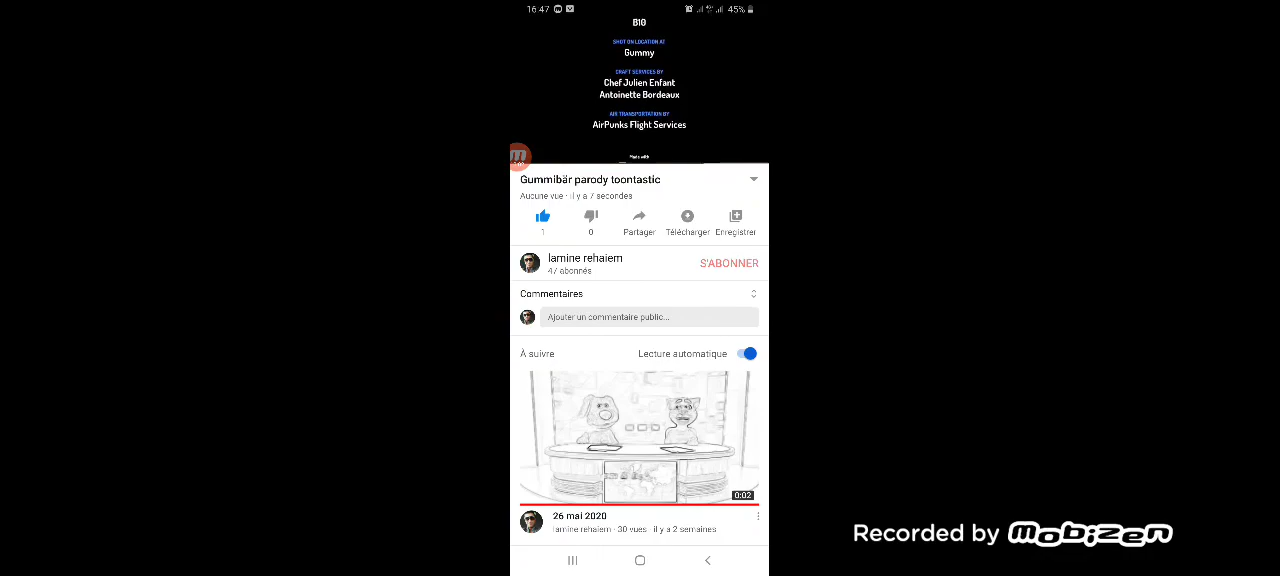 16.47
45%
B10
SHOT ON LOCATION AT
Gummy
CRAFT SERVICES BY
Chef Julien Enfant
Antoinette Bordeaux
AIR TRANSPORTATION BY
AirPunks Flight Services
Made with
Gummibär parody toontastic
Aucune vue · il y a 7 secondes
1
0
Partager
Télécharger
Enregistrer
lamine rehaiem
47 abonnés
S'ABONNER
Commentaires
Ajouter un commentaire public...
À suivre
Lecture automatique
0:02
26 mai 2020
lamine rehaiem · 30 vues · il y a 2 semaines
Recorded by mobizen